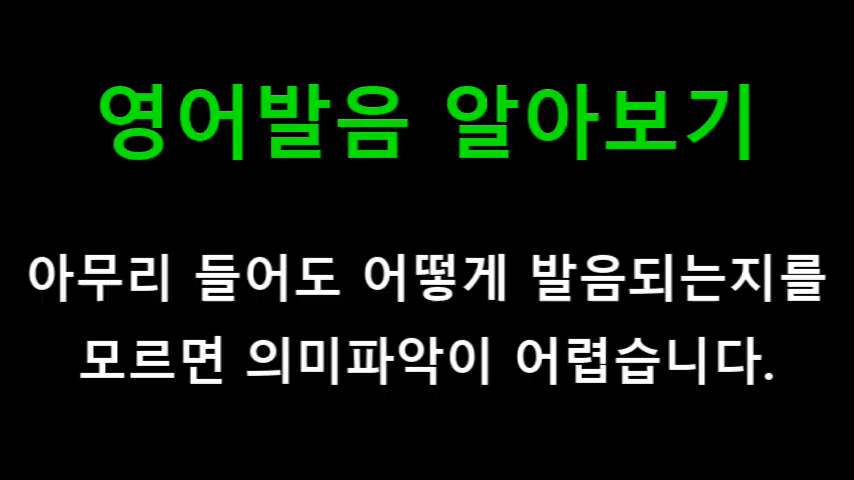 영어발음 알아보기
아무리 들어도 어떻게 발음되는지를
모르면 의미파악이 어렵습니다.